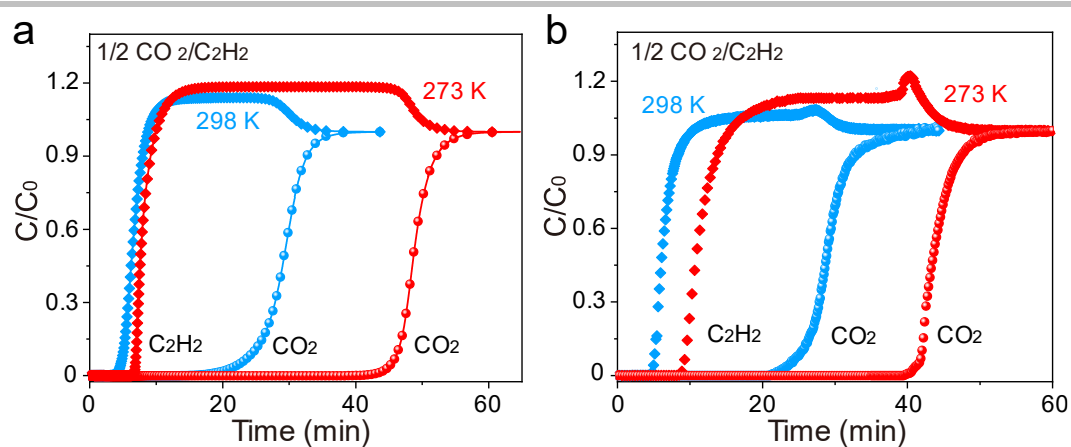 a
1/2 CO2/C2H2
273 K
298 K
C2H2
CO2
CO2
C/C0
0
0.3
0.6
0.9
1.2
0
20
40
60
Time (min)
b
1/2 CO2/C2H2
298 K
273 K
C2H2
CO2
CO2
C/C0
0
0.3
0.6
0.9
1.2
0
20
40
60
Time (min)